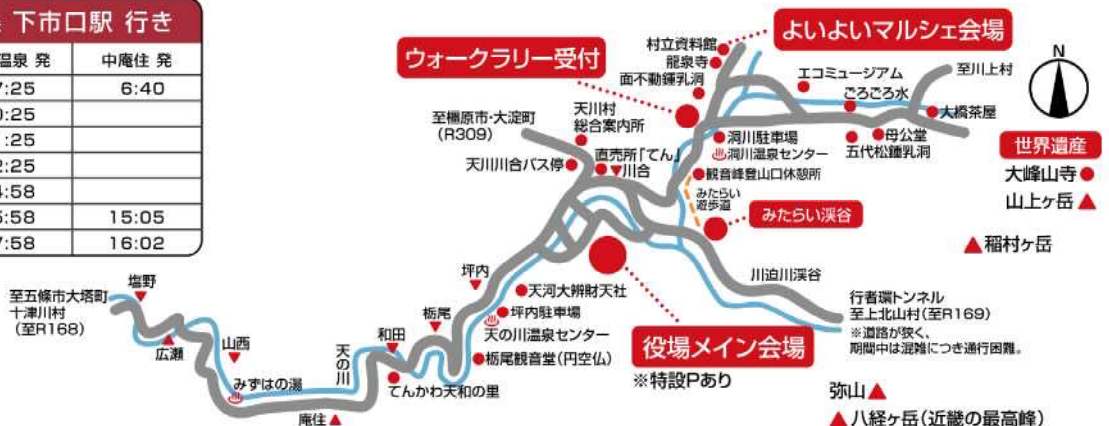 下市口駅 行き
温泉 発
中庵住 発
:25
6:40
:25
:25
:25
:58
:58
15:05
:58
16:02
ウォークラリー受付
よいよいマルシェ会場
村立資料館
龍泉寺
面不動鍾乳洞
エコミュージアム
ごろごろ水
至川上村
大橋茶屋
母公堂
五代松鍾乳洞
N
世界遺産
大峰山寺
山上ヶ岳
稲村ヶ岳
至橿原市・大淀町
(R309)
天川村
総合案内所
天川川合バス停
直売所「てん」
川合
洞川駐車場
洞川温泉センター
観音峰登山口休憩所
みたらい
遊歩道
みたらい渓谷
川迫川渓谷
行者環トンネル
至上北山村(至R169)
※道路が狭く、
期間中は混雑につき通行困難。
役場メイン会場
※特設Pあり
弥山
八経ヶ岳(近畿の最高峰)
坪内
天河大辨財天社
坪内駐車場
天の川温泉センター
栃尾
栃尾観音堂(円空仏)
和田
てんかわ天和の里
天の川
至五條市大塔町
十津川村
(至R168)
塩野
広瀬
山西
みずはの湯
庵住